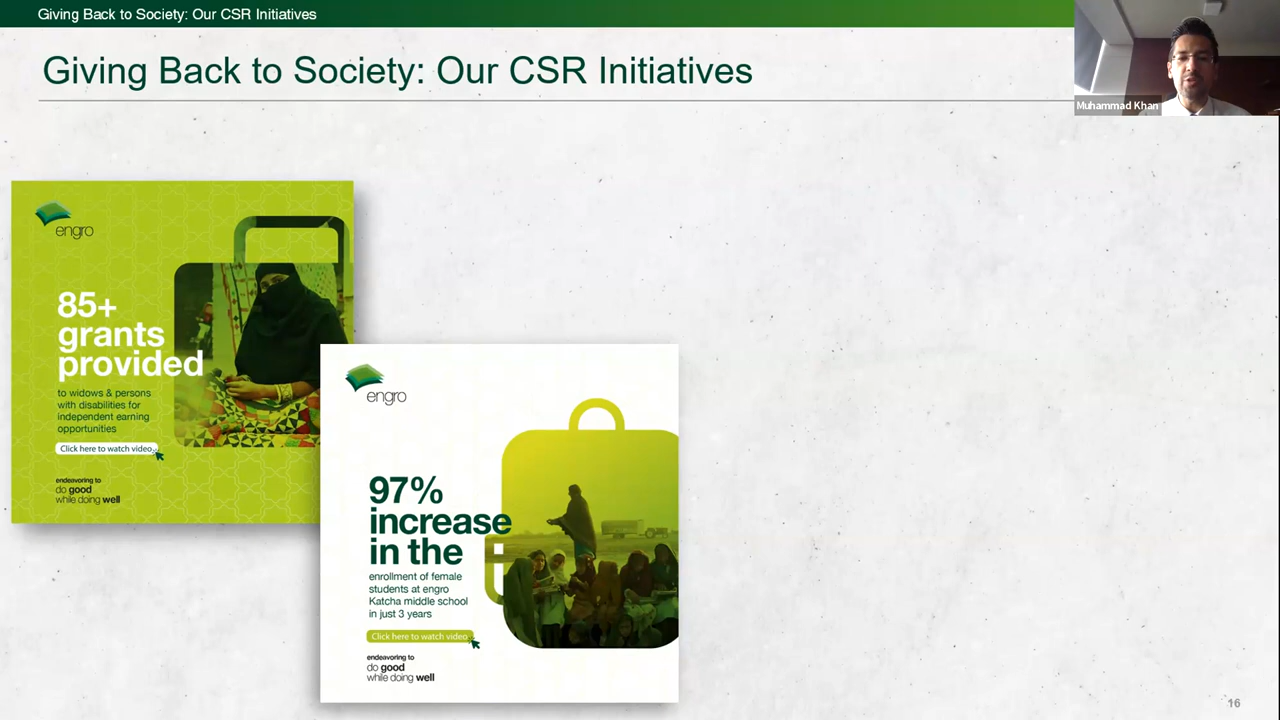 Giving Back to Society: Our CSR Initiatives
Giving Back to Society: Our CSR Initiatives
Muhammad Khan
engro
85+
grants
provided
to widows & persons
with disabilities for
independent earning
opportunities
Click here to watch video
endeavoring to
do good
while doing well
engro
97%
increase
in the
enrollment of female
students at engro
Katcha middle school
in just 3 years
Click here to watch video
endeavoring to
do good
while doing well
16